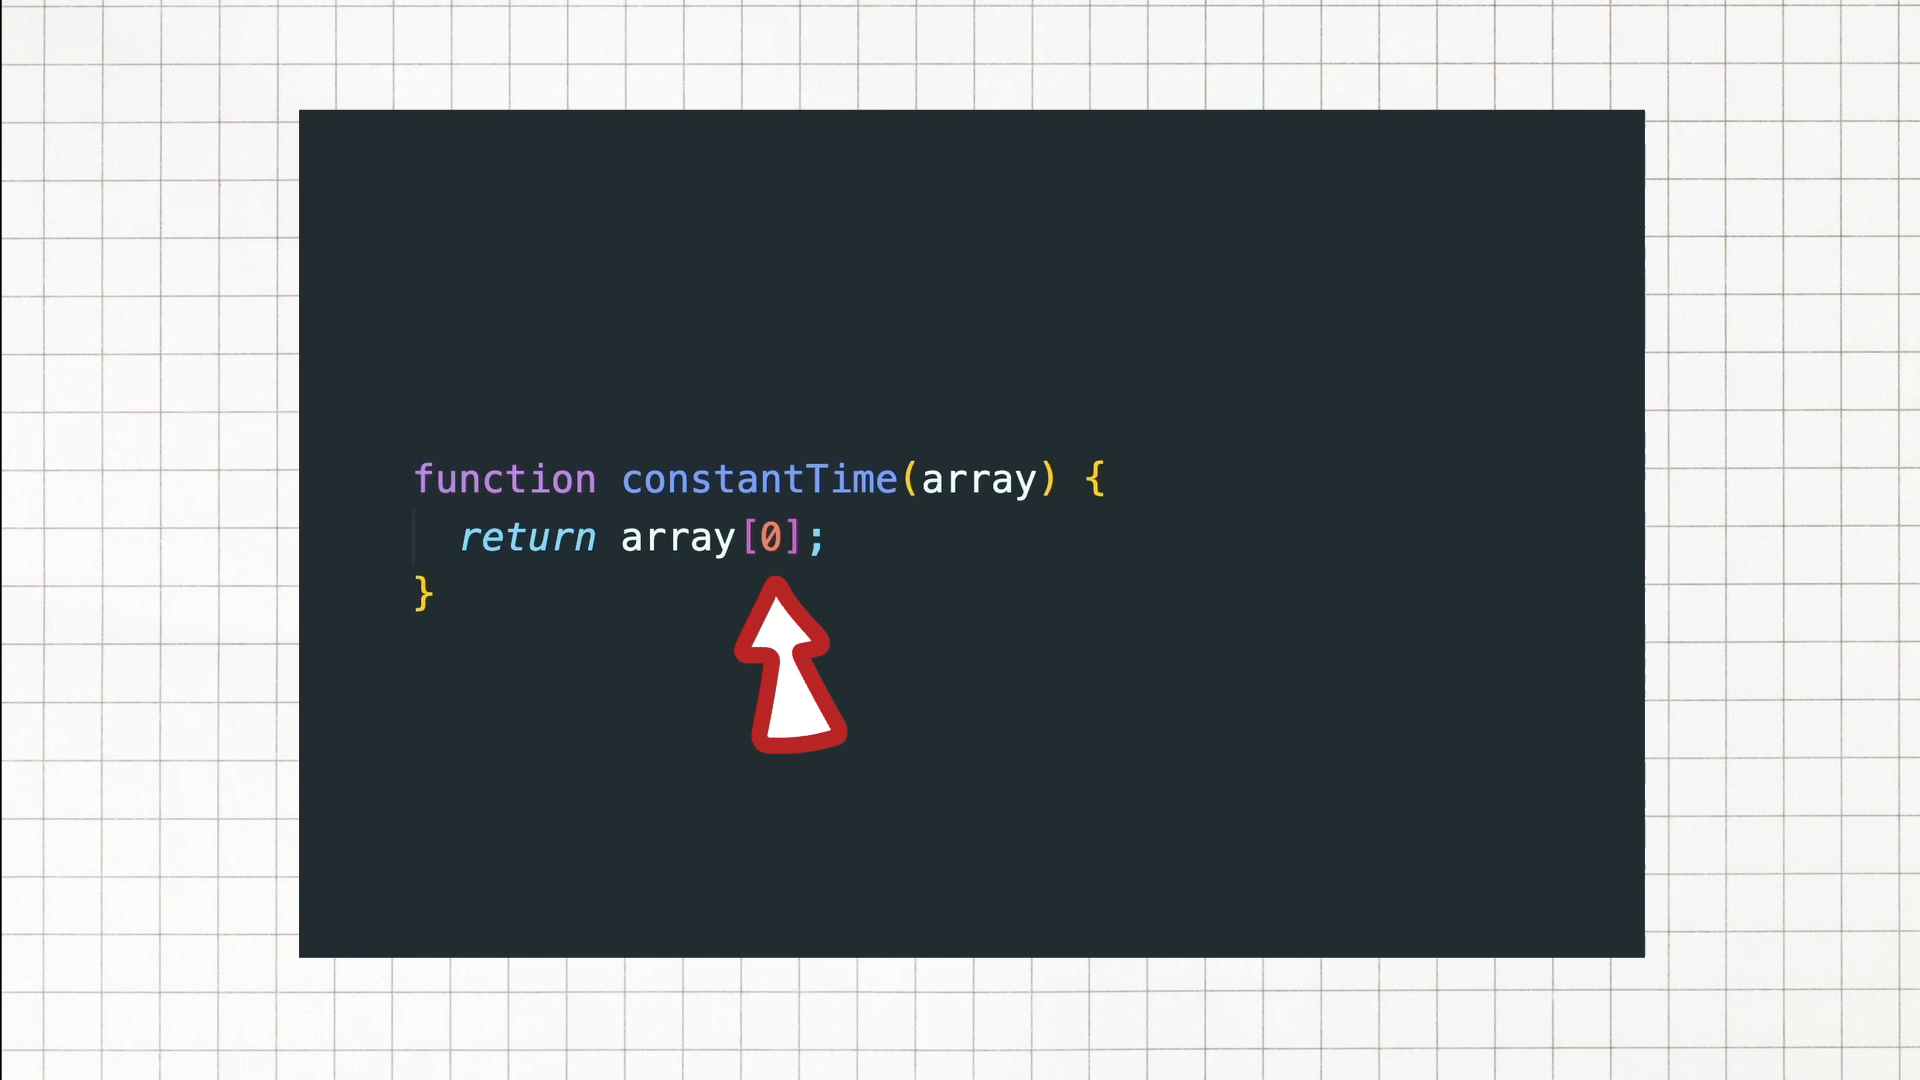 function constantTime(array) {
  return array[0];
}